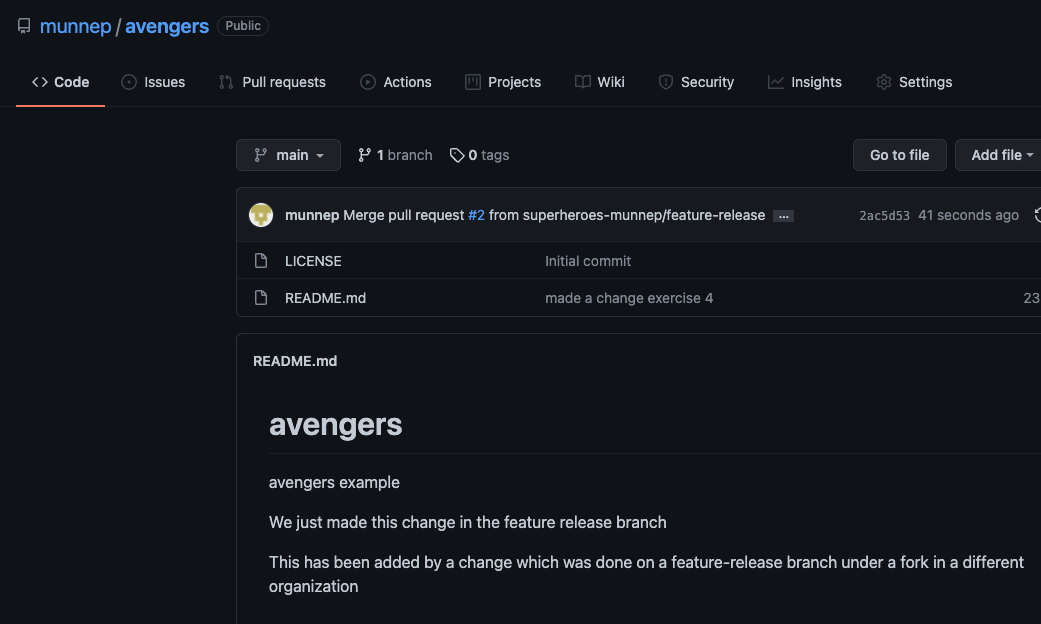 munnep / avengers Public
Code Issues Pull requests Actions Projects Wiki Security Insights Settings
main 1 branch 0 tags Go to file Add file
munnep Merge pull request #2 from superheroes-munnep/feature-release ... 2ac5d53 41 seconds ago
LICENSE Initial commit
README.md made a change exercise 4 23
README.md
avengers
avengers example
We just made this change in the feature release branch
This has been added by a change which was done on a feature-release branch under a fork in a different
organization